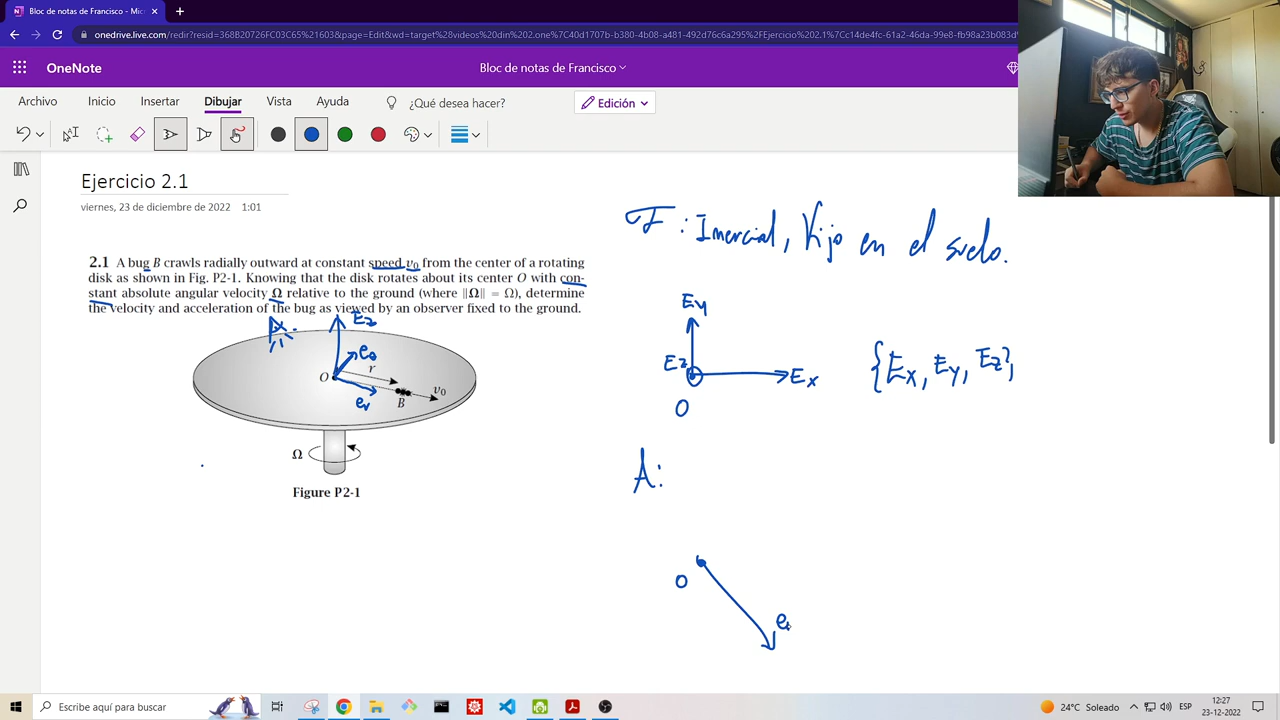 Bloc de notas de Francisco - Micr
onedrive.live.com/redir?resid=368B20726FC03C65%21603&page=Edit&wd=target%28videos%20din%202.one%7C40d1707b-b380-4b08-a481-492d76c6a295%2FEjercicio%202.1%7Cc14de4fc-61a2-46da-99e8-fb98a23b083d%
OneNote
Bloc de notas de Francisco
Archivo Inicio Insertar Dibujar Vista Ayuda ¿Qué desea hacer? Edición
Ejercicio 2.1
viernes, 23 de diciembre de 2022 1:01
2.1 A bug B crawls radially outward at constant speed v0 from the center of a rotating
disk as shown in Fig. P2-1. Knowing that the disk rotates about its center O with con-
stant absolute angular velocity Ω relative to the ground (where ‖Ω‖ = Ω), determine
the velocity and acceleration of the bug as viewed by an observer fixed to the ground.
Ez
eθ
O
r
er
B
v0
Ω
Figure P2-1
F: Inercial, Fijo en el suelo.
Ey
Ez
Ex
O
{Ex, Ey, Ez}
A:
O
Escribe aquí para buscar
24°C Soleado
ESP
12:27
23-12-2022